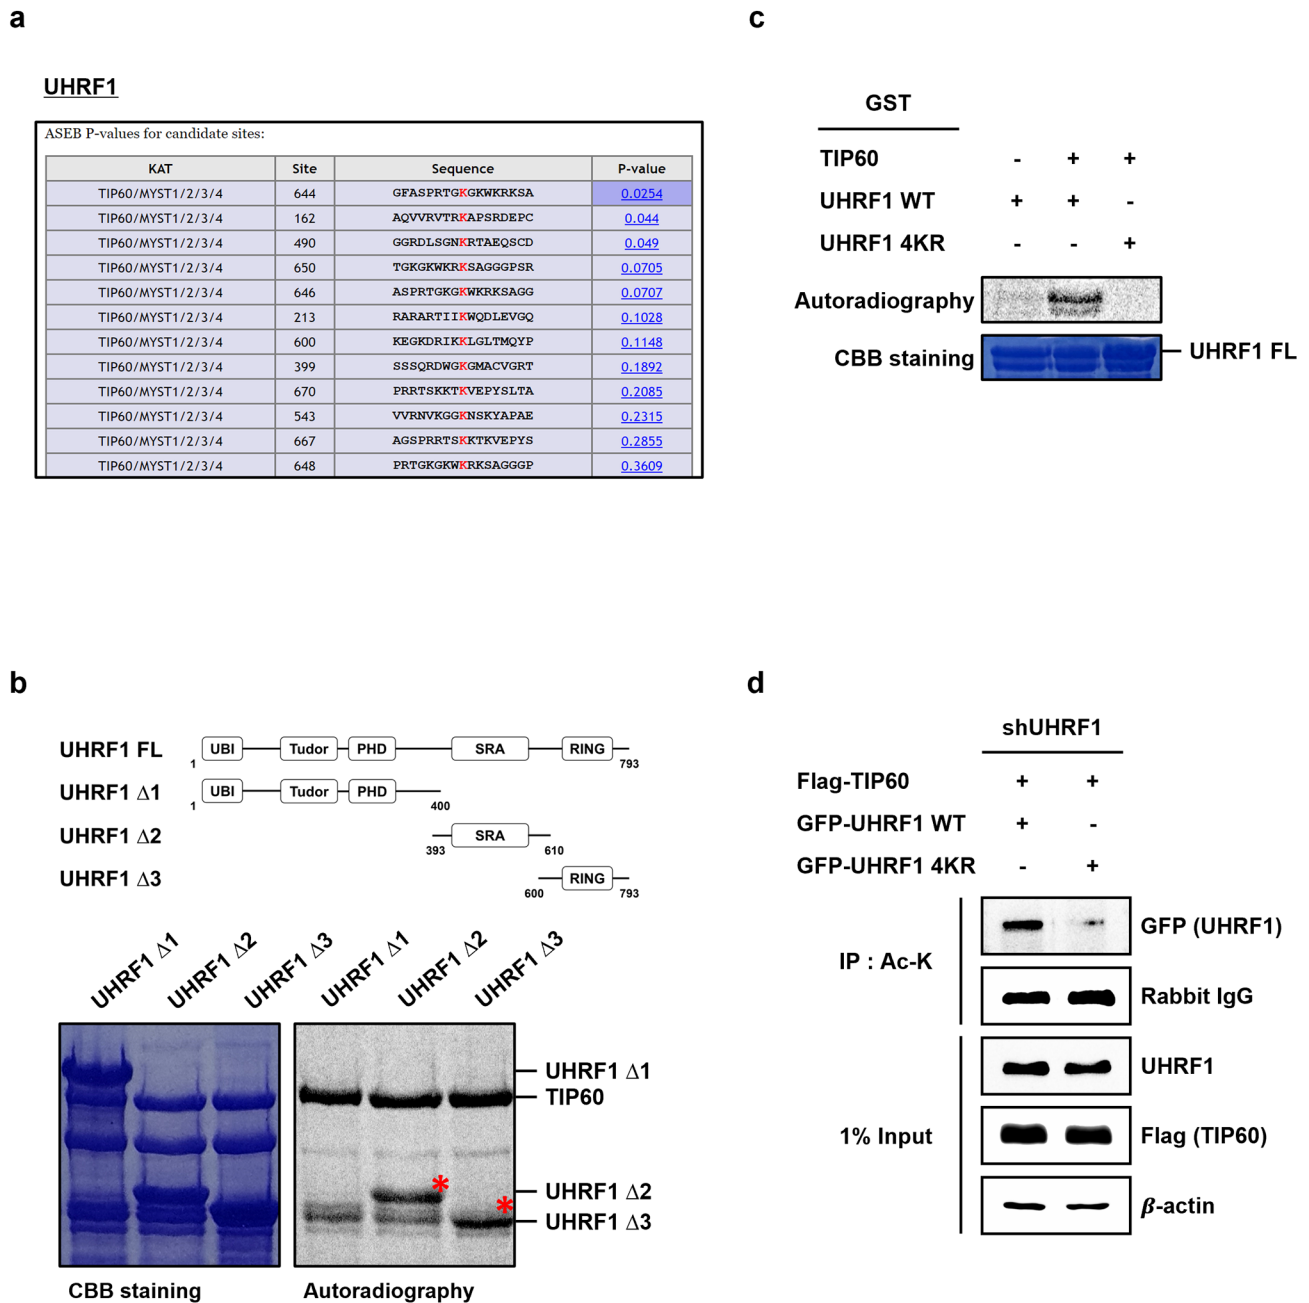 a
UHRF1
ASEB P-values for candidate sites:
KAT Site Sequence P-value
TIP60/MYST1/2/3/4 644 GFASPRTGKGKWKRKSA 0.0254
TIP60/MYST1/2/3/4 162 AQVVRVTRKAPSRDEPC 0.044
TIP60/MYST1/2/3/4 490 GGRDLSGNKRTAEQSCD 0.049
TIP60/MYST1/2/3/4 650 TGKGKWKRKSAGGGPSR 0.0705
TIP60/MYST1/2/3/4 646 ASPRTGKGKWKRKSAGG 0.0707
TIP60/MYST1/2/3/4 213 RARARTIIKWQDLEVGQ 0.1028
TIP60/MYST1/2/3/4 600 KEGKDRIKKLGLTMQYP 0.1148
TIP60/MYST1/2/3/4 399 SSSQRDWGKGMACVGRT 0.1892
TIP60/MYST1/2/3/4 670 PRRTSKKTKVEPYSLTA 0.2085
TIP60/MYST1/2/3/4 543 VVRNVKGGKNSKYAPAE 0.2315
TIP60/MYST1/2/3/4 667 AGSPRRTSKKTKVEPYS 0.2855
TIP60/MYST1/2/3/4 648 PRTGKGKWKRKSAGGGP 0.3609
b
UHRF1 FL UBI Tudor PHD SRA RING
1 793
UHRF1 Δ1 UBI Tudor PHD
1 400
UHRF1 Δ2 SRA
393 610
UHRF1 Δ3 RING
600 793
UHRF1 Δ1 UHRF1 Δ2 UHRF1 Δ3 UHRF1 Δ1 UHRF1 Δ2 UHRF1 Δ3
UHRF1 Δ1
TIP60
*
UHRF1 Δ2
*
UHRF1 Δ3
CBB staining Autoradiography
c
GST
TIP60 - + +
UHRF1 WT + + -
UHRF1 4KR - - +
Autoradiography
CBB staining UHRF1 FL
d
shUHRF1
Flag-TIP60 + +
GFP-UHRF1 WT + -
GFP-UHRF1 4KR - +
IP : Ac-K
GFP (UHRF1)
Rabbit IgG
1% Input
UHRF1
Flag (TIP60)
β-actin